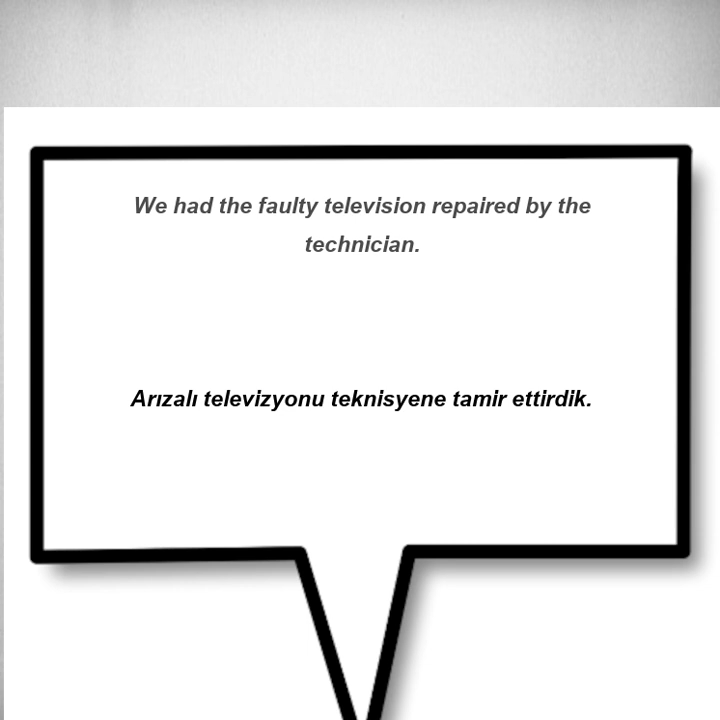 We had the faulty television repaired by the
technician.
Arızalı televizyonu teknisyene tamir ettirdik.